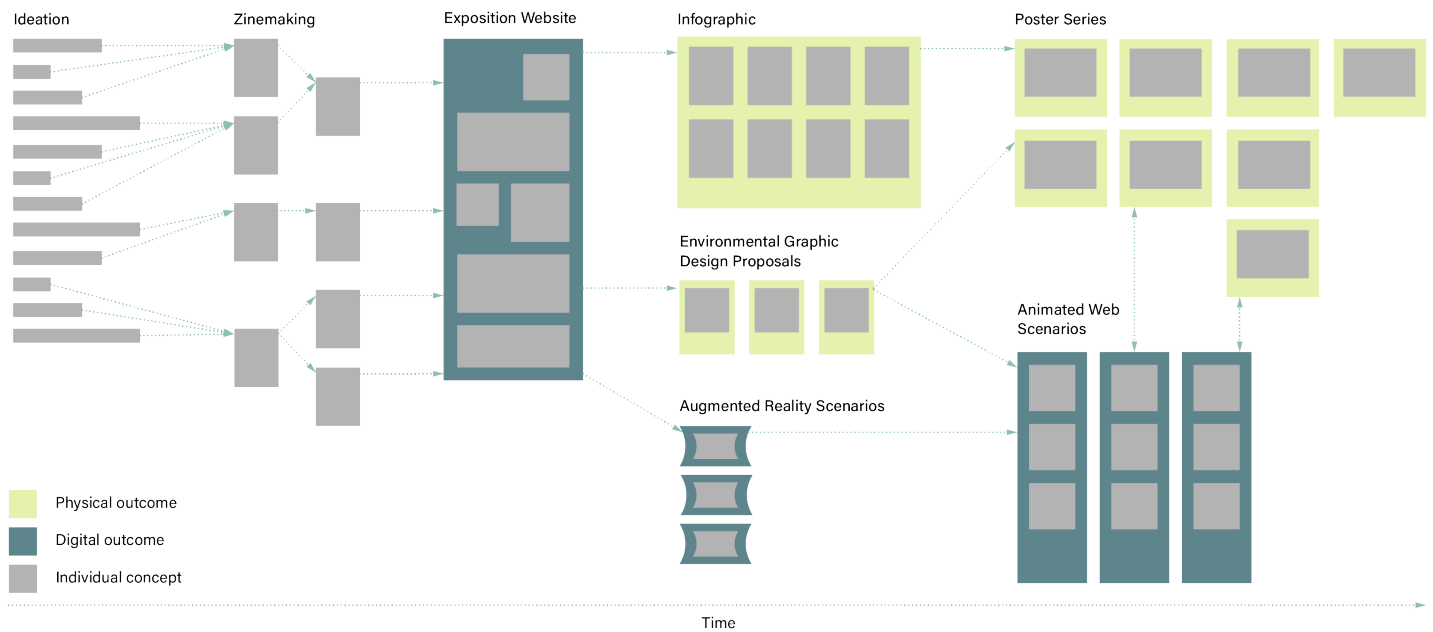 Ideation
Zinemaking
Exposition Website
Infographic
Poster Series
Environmental Graphic
Design Proposals
Animated Web
Scenarios
Augmented Reality Scenarios
Physical outcome
Digital outcome
Individual concept
Time